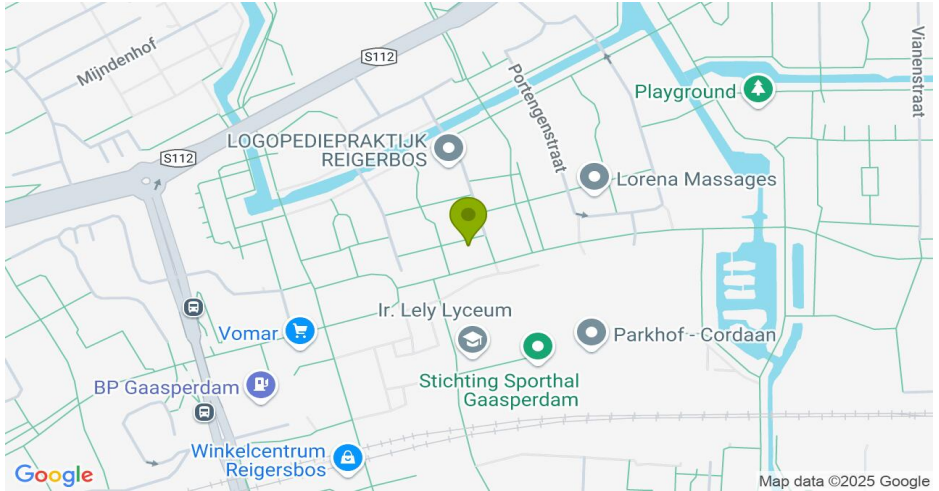 Mijndenhof
S112
Portengenstraat
Vianenstraat
Playground
LOGOPEDIEPRAKTIJK
REIGERBOS
S112
Lorena Massages
Ir. Lely Lyceum
Vomar
Parkhof - Cordaan
BP Gaasperdam
Stichting Sporthal
Gaasperdam
Winkelcentrum
Reigersbos
Google
Map data ©2025 Google